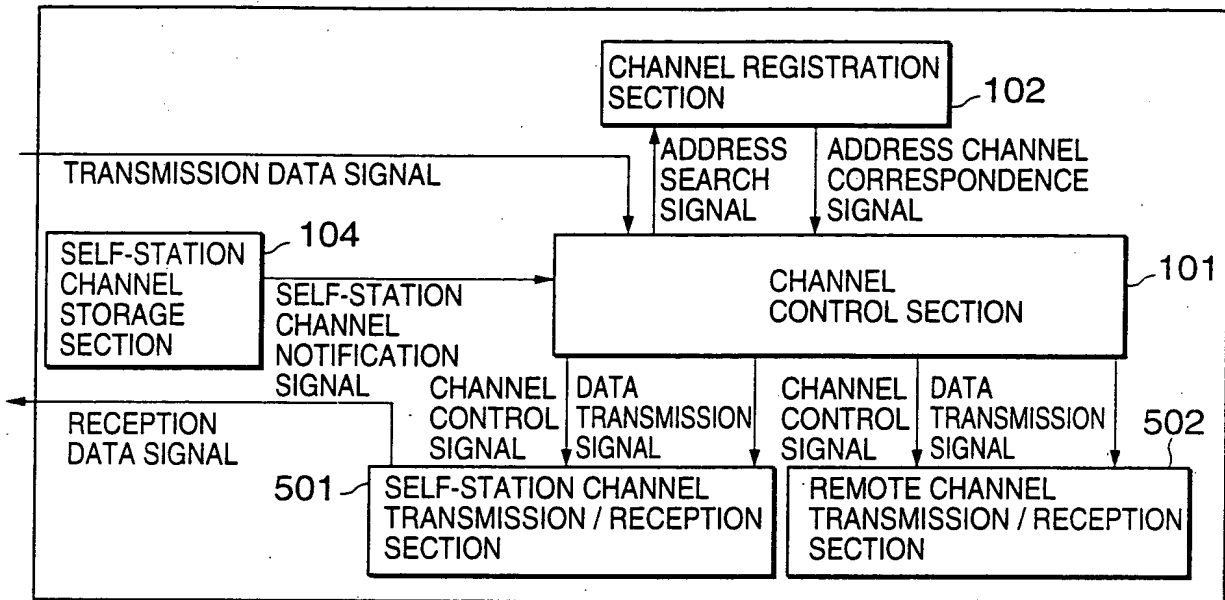 CHANNEL REGISTRATION
SECTION
102
TRANSMISSION DATA SIGNAL
ADDRESS
SEARCH
SIGNAL
ADDRESS CHANNEL
CORRESPONDENCE
SIGNAL
104
SELF-STATION
CHANNEL
STORAGE
SECTION
SELF-STATION
CHANNEL
NOTIFICATION
SIGNAL
CHANNEL
CONTROL SECTION
101
RECEPTION
DATA SIGNAL
CHANNEL
CONTROL
SIGNAL
DATA
TRANSMISSION
SIGNAL
CHANNEL
CONTROL
SIGNAL
DATA
TRANSMISSION
SIGNAL
501
SELF-STATION CHANNEL
TRANSMISSION / RECEPTION
SECTION
502
REMOTE CHANNEL
TRANSMISSION / RECEPTION
SECTION